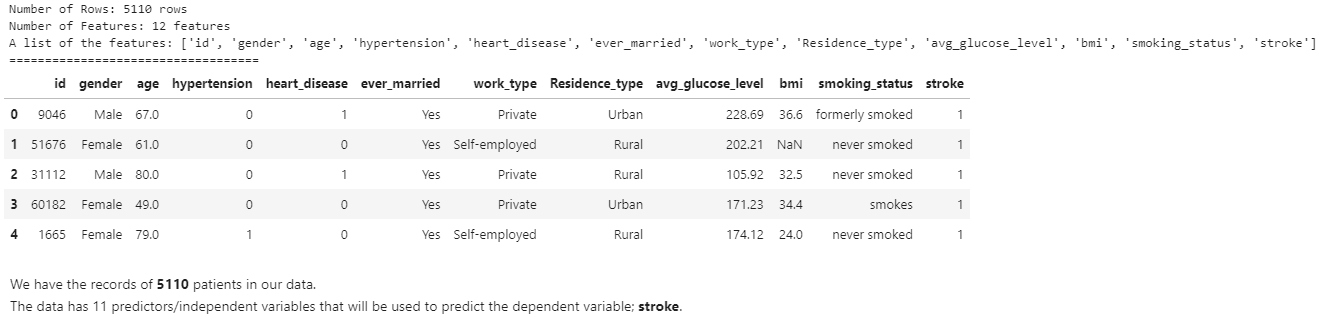 Number of Rows: 5110 rows
Number of Features: 12 features
A list of the features: ['id', 'gender', 'age', 'hypertension', 'heart_disease', 'ever_married', 'work_type', 'Residence_type', 'avg_glucose_level', 'bmi', 'smoking_status', 'stroke']
===================================
id gender age hypertension heart_disease ever_married work_type Residence_type avg_glucose_level bmi smoking_status stroke
0 9046 Male 67.0 0 1 Yes Private Urban 228.69 36.6 formerly smoked 1
1 51676 Female 61.0 0 0 Yes Self-employed Rural 202.21 NaN never smoked 1
2 31112 Male 80.0 0 1 Yes Private Rural 105.92 32.5 never smoked 1
3 60182 Female 49.0 0 0 Yes Private Urban 171.23 34.4 smokes 1
4 1665 Female 79.0 1 0 Yes Self-employed Rural 174.12 24.0 never smoked 1
We have the records of 5110 patients in our data.
The data has 11 predictors/independent variables that will be used to predict the dependent variable; stroke.